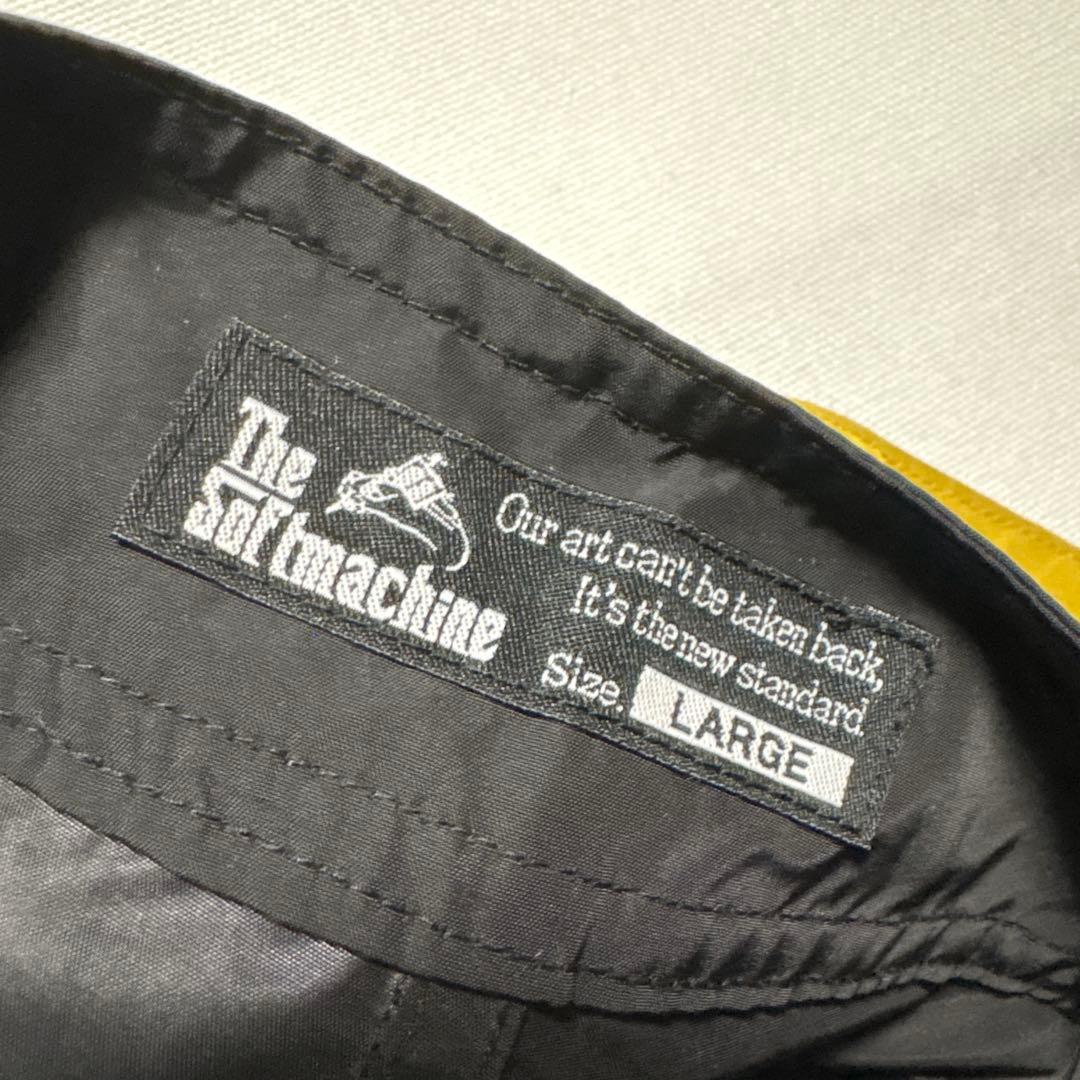 The
Softmachine
Our art can't be taken back,
It's the new standard.
Size. LARGE